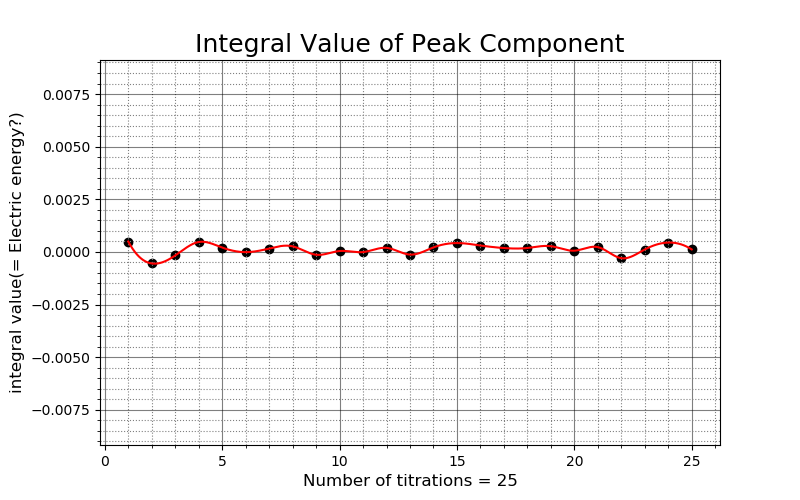 Integral Value of Peak Component
integral value(= Electric energy?)
0.0075
0.0050
0.0025
0.0000
−0.0025
−0.0050
−0.0075
0 5 10 15 20 25
Number of titrations = 25